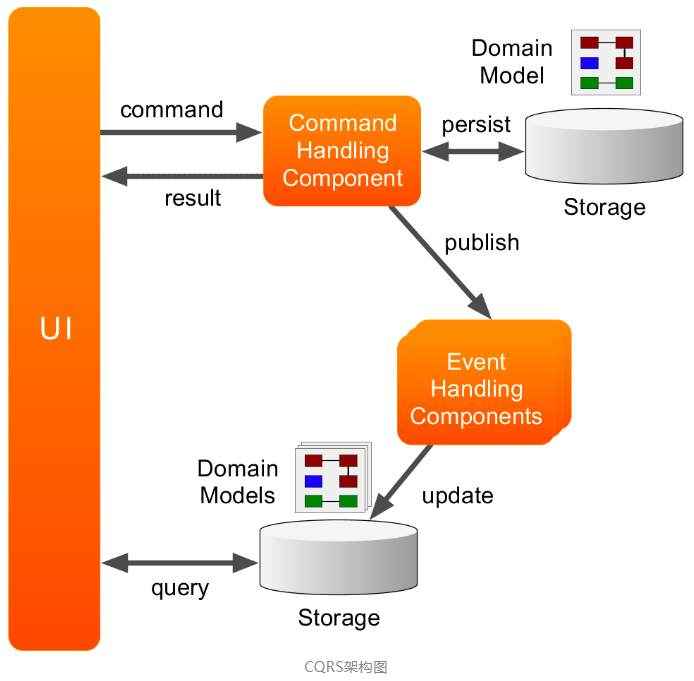 Domain
Model
command
Command
Handling
Component
persist
result
Storage
publish
UI
Event
Handling
Components
Domain
Models
update
query
Storage
CQRS架构图